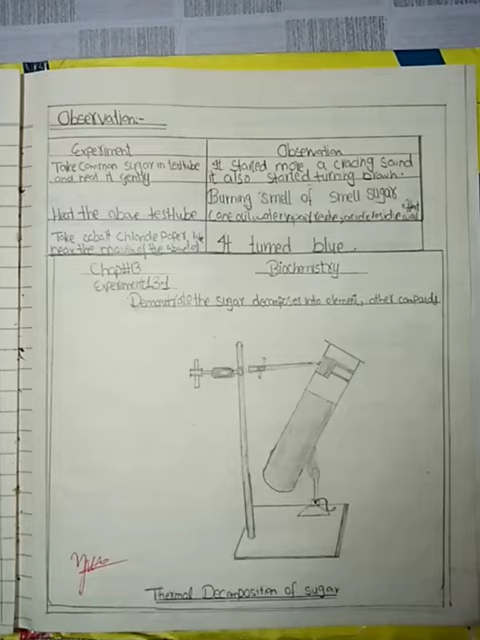 Observation:-
Experiment
Observation
Take Common sugar in testtube
and heat it gently
It started make a cracing sound
it also started turning brown.
Heat the above testtube
Burning smell of smell sugar
Take cobalt Chloride Paper,
near the
of the
It turned blue.
Chap#13
Biochemistry
Experiment 13-1
Demonstrate the sugar decomposes into element, other compounds
Thermal Decomposition of sugar